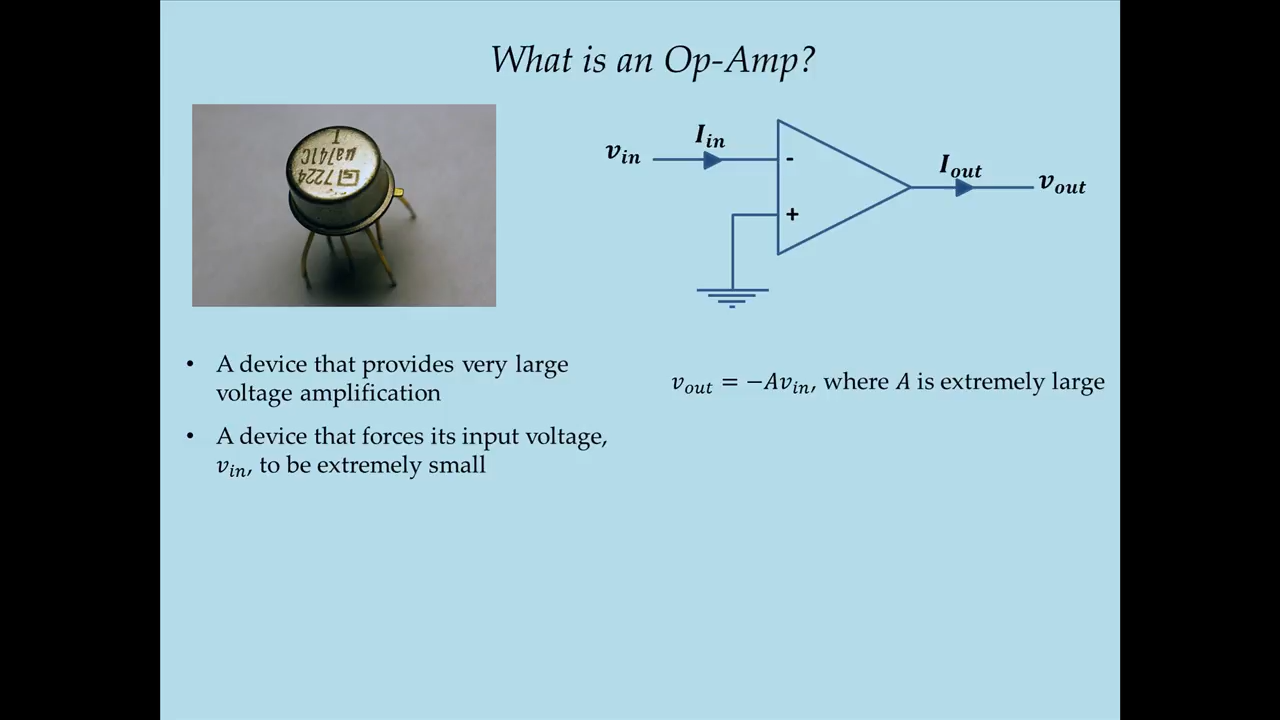 What is an Op-Amp?
I
µa741C
7224
v_in
I_in
-
+
I_out
v_out
• A device that provides very large
voltage amplification
• A device that forces its input voltage,
v_in, to be extremely small
v_out = −Av_in, where A is extremely large